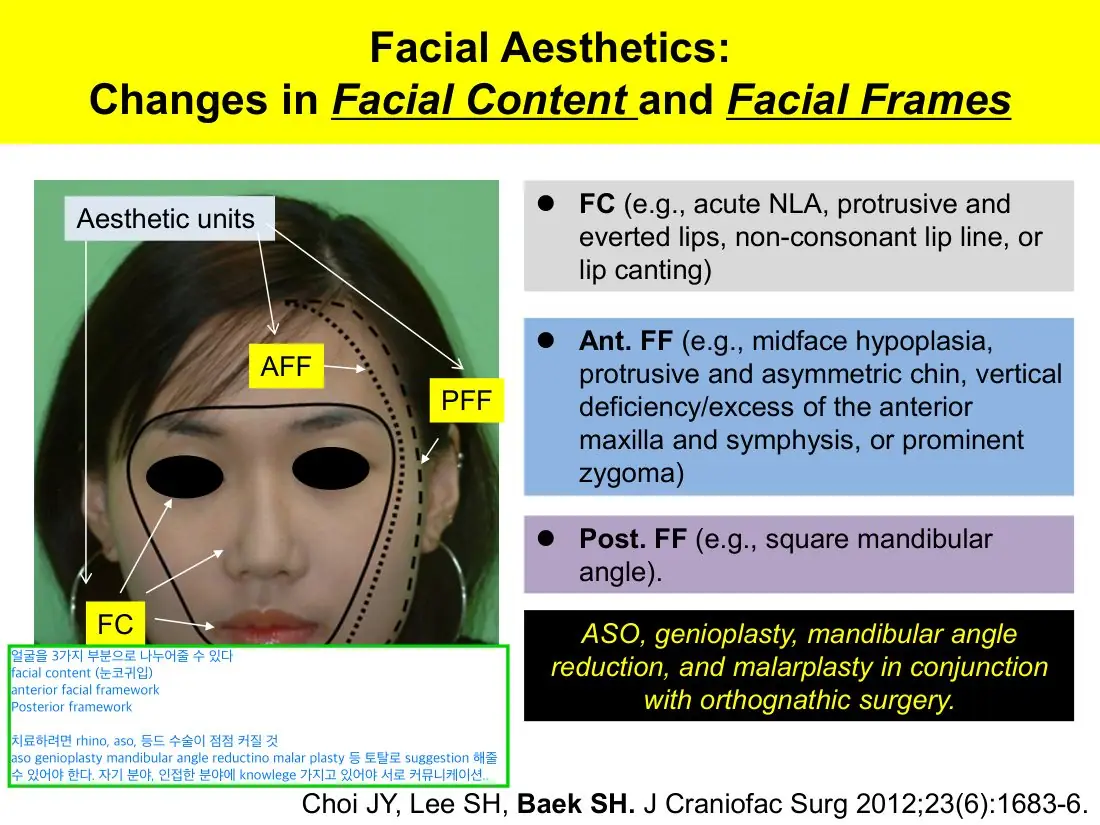 Facial Aesthetics:
Changes in Facial Content and Facial Frames
Aesthetic units
AFF
PFF
FC
● FC (e.g., acute NLA, protrusive and
everted lips, non-consonant lip line, or
lip canting)
● Ant. FF (e.g., midface hypoplasia,
protrusive and asymmetric chin, vertical
deficiency/excess of the anterior
maxilla and symphysis, or prominent
zygoma)
● Post. FF (e.g., square mandibular
angle).
ASO, genioplasty, mandibular angle
reduction, and malarplasty in conjunction
with orthognathic surgery.
얼굴을 3가지 부분으로 나누어줄 수 있다
facial content (눈코귀입)
anterior facial framework
Posterior framework
치료하려면 rhino, aso, 등드 수술이 점점 커질 것
aso genioplasty mandibular angle reductino malar plasty 등 토탈로 suggestion 해줄
수 있어야 한다. 자기 분야, 인접한 분야에 knowlege 가지고 있어야 서로 커뮤니케이션..
Choi JY, Lee SH, Baek SH. J Craniofac Surg 2012;23(6):1683-6.